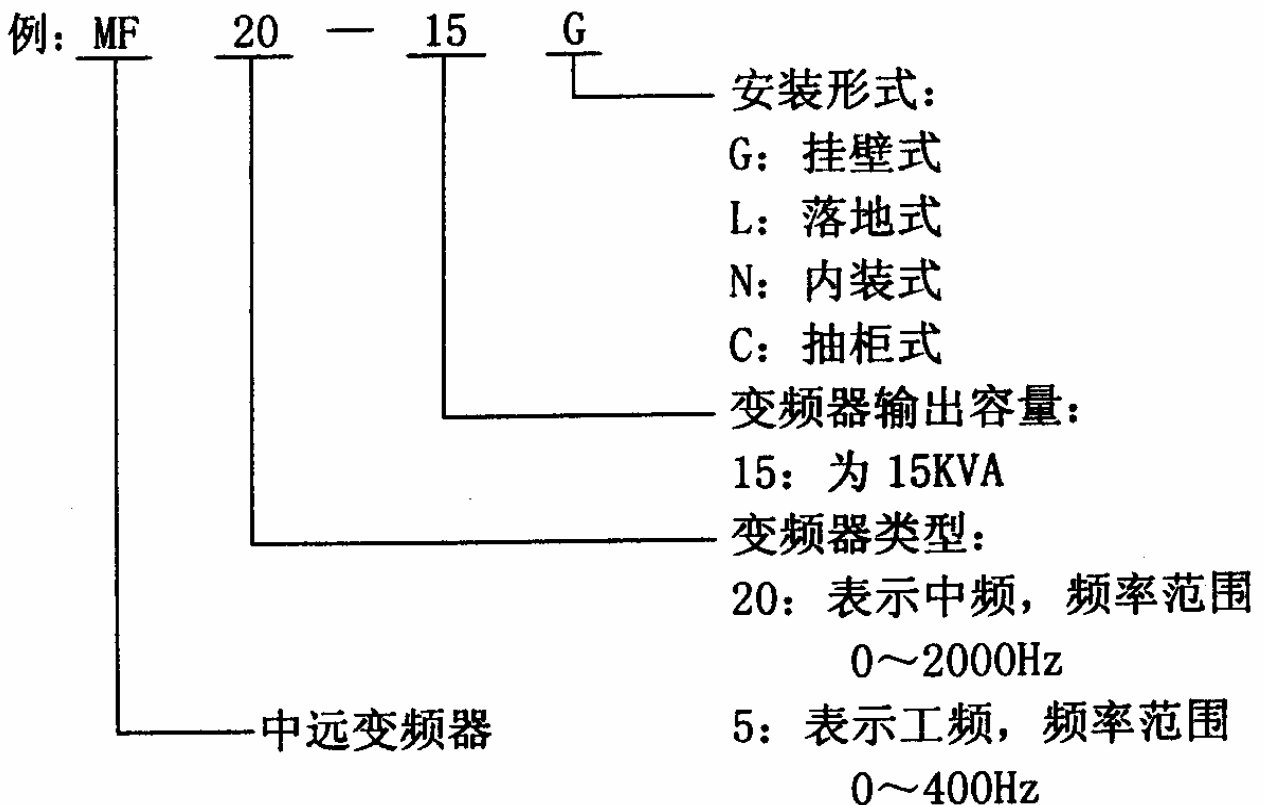 例: MF 20 — 15 G
安装形式:
G: 挂壁式
L: 落地式
N: 内装式
C: 抽柜式
变频器输出容量:
15: 为 15KVA
变频器类型:
20: 表示中频, 频率范围
0～2000Hz
中远变频器
5: 表示工频, 频率范围
0～400Hz